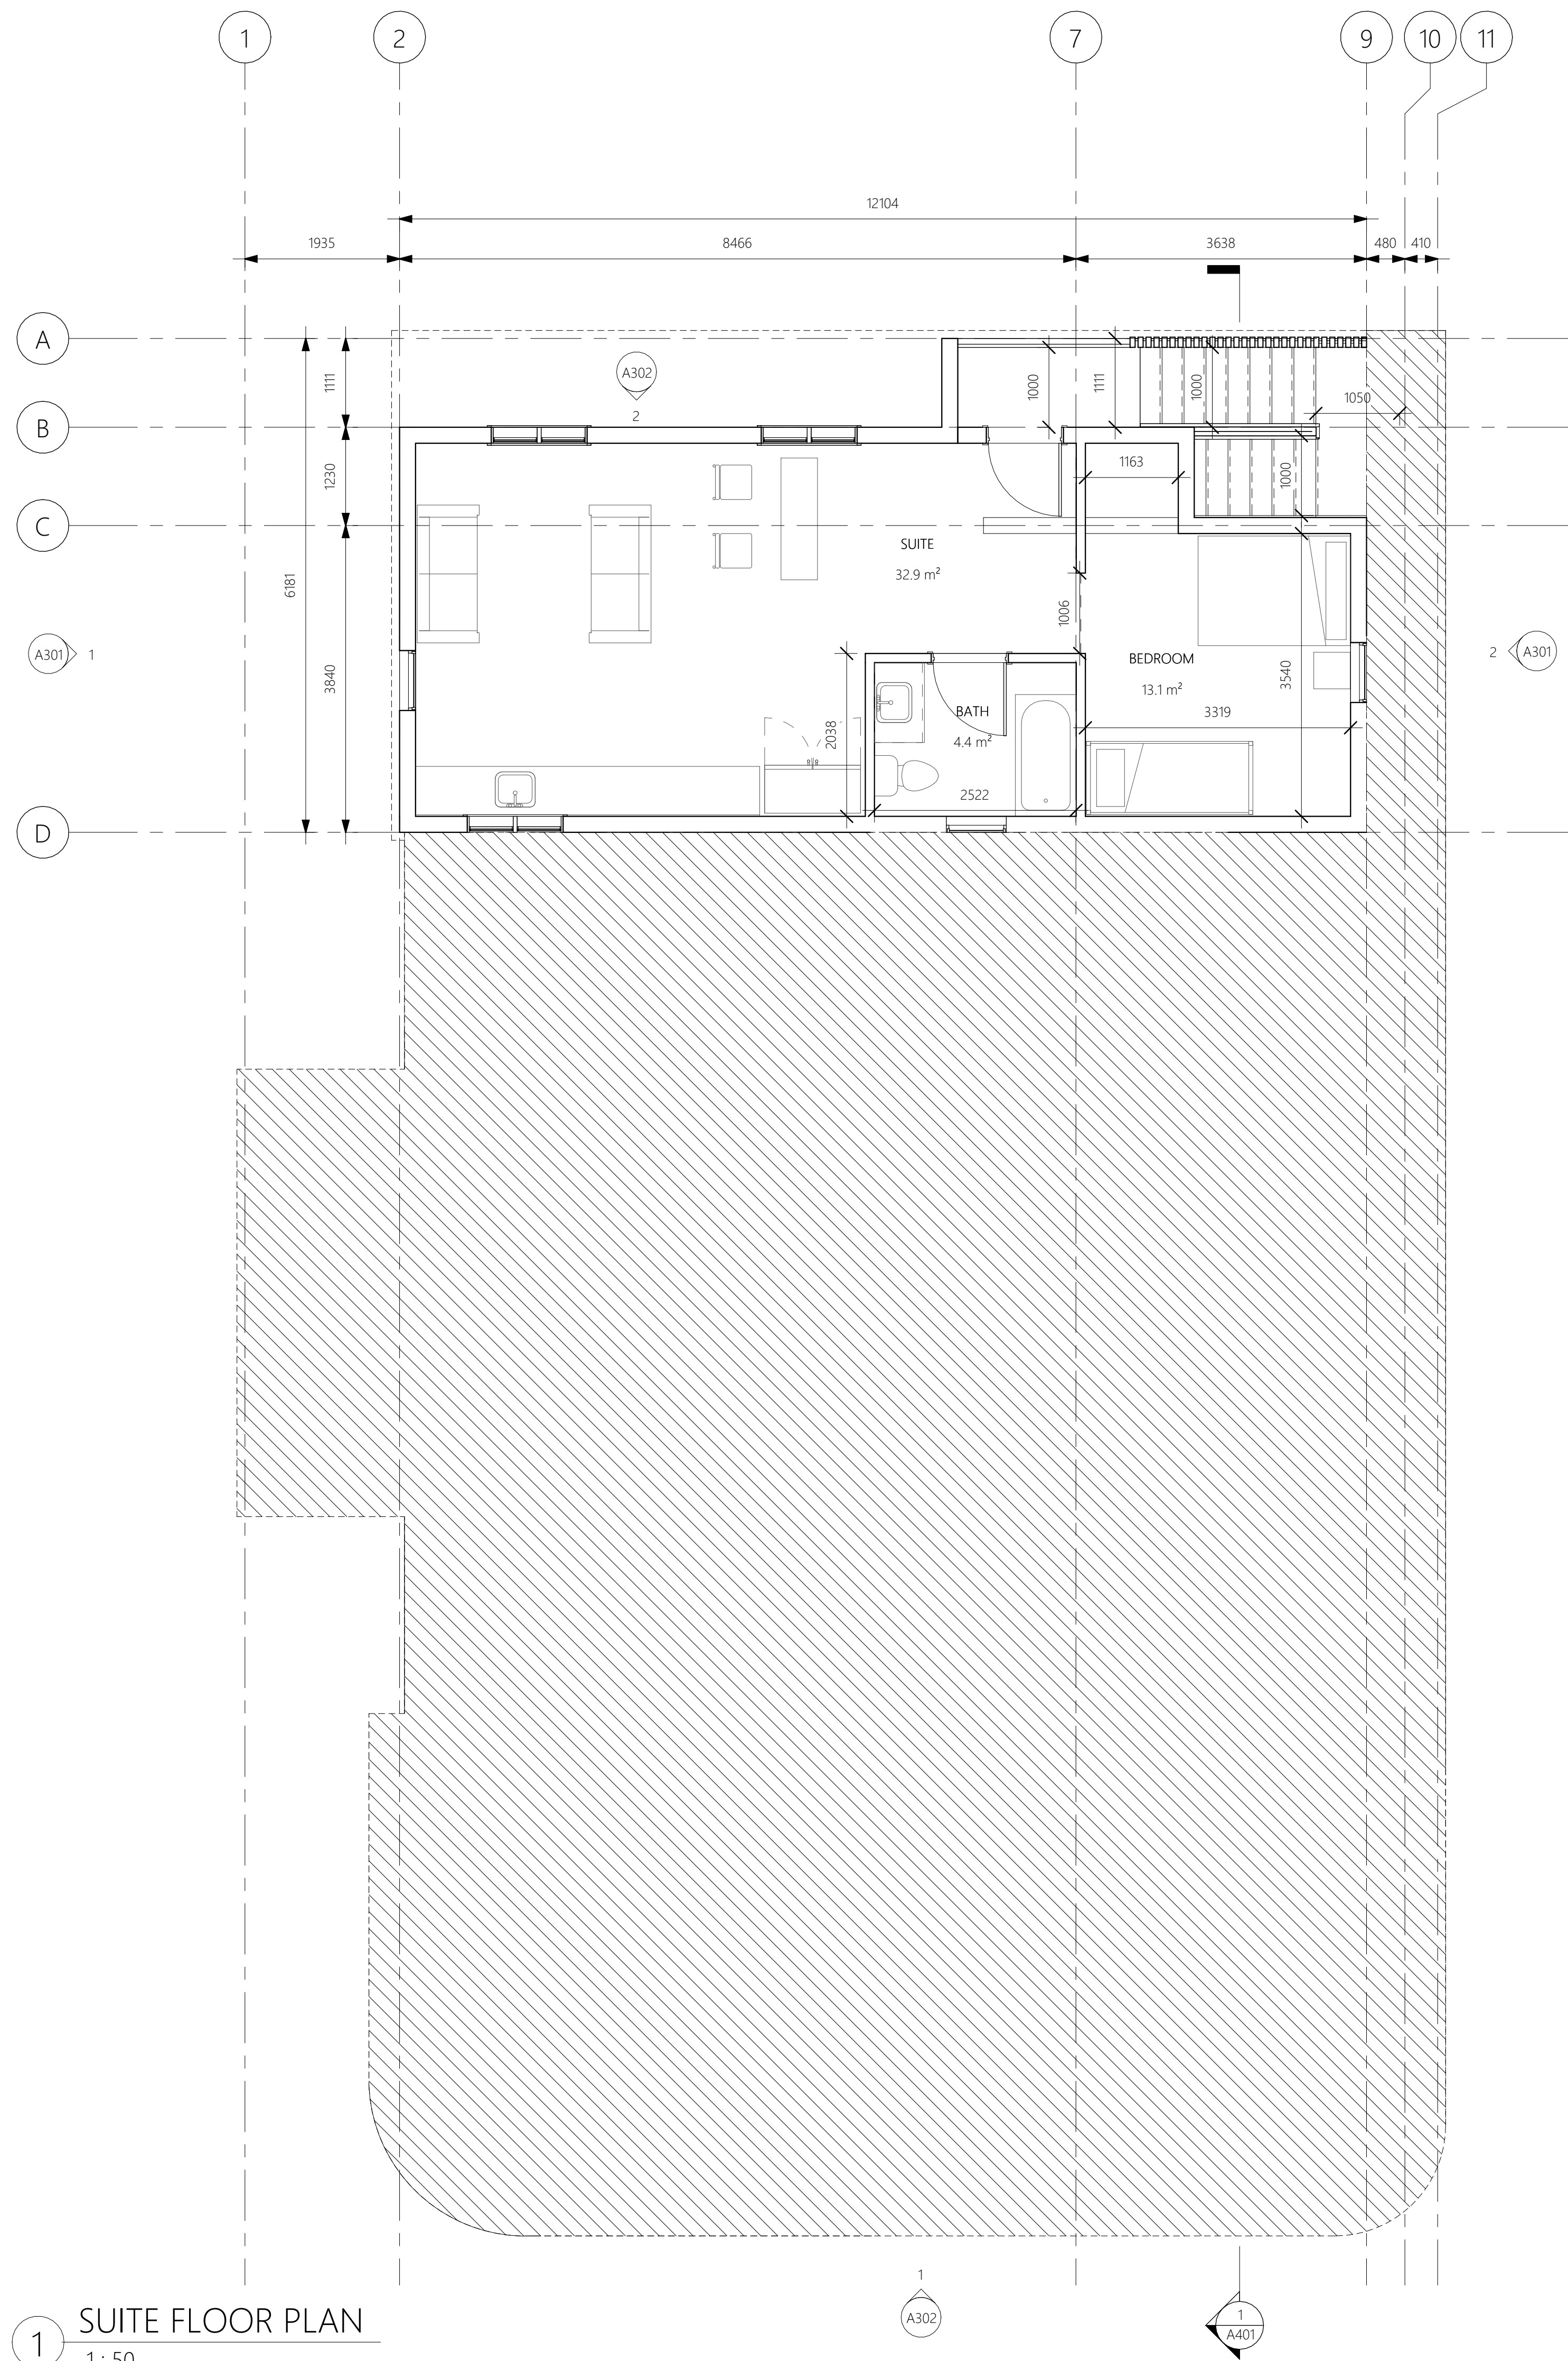 1
2
7
9
10
11
12104
1935
8466
3638
480
410
A
B
C
D
1111
1230
6181
3840
A302
2
1000
1111
1000
1050
1163
1000
SUITE
32.9 m²
1006
BEDROOM
13.1 m²
3540
3319
BATH
4.4 m²
2038
2522
A301
1
2
A301
1
A302
1
A401
1
SUITE FLOOR PLAN
1 : 50